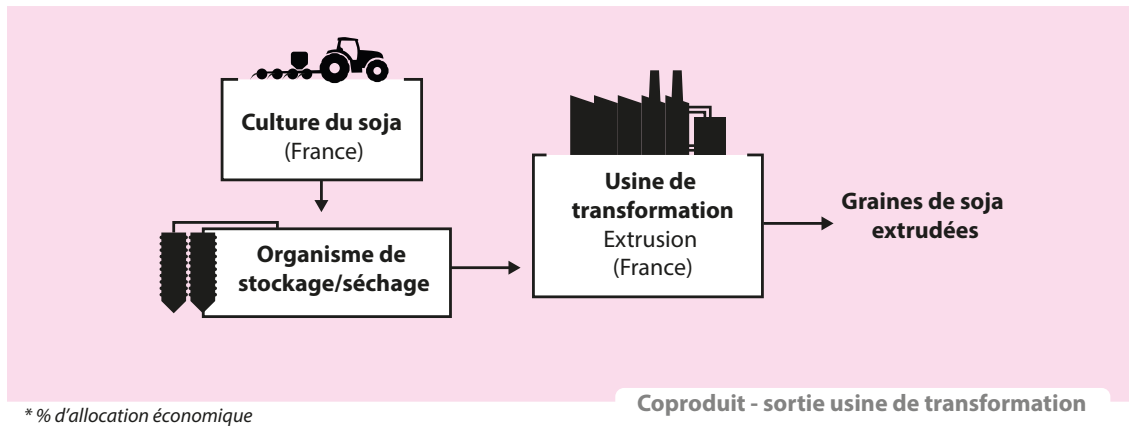 Culture du soja
(France)
Organisme de
stockage/séchage
Usine de
transformation
Extrusion
(France)
Graines de soja
extrudées
* % d'allocation économique
Coproduit - sortie usine de transformation